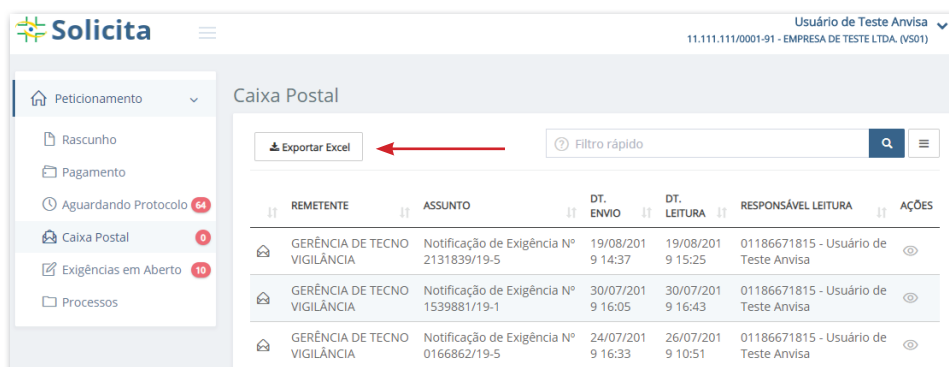 Solicita
Usuário de Teste Anvisa
11.111.111/0001-91 - EMPRESA DE TESTE LTDA. (VS01)
Peticionamento
Rascunho
Pagamento
Aguardando Protocolo 64
Caixa Postal 0
Exigências em Aberto 10
Processos
Caixa Postal
Exportar Excel
Filtro rápido
REMETENTE ASSUNTO DT. ENVIO DT. LEITURA RESPONSÁVEL LEITURA AÇÕES
GERÊNCIA DE TECNO Notificação de Exigência Nº 19/08/201 19/08/201 01186671815 - Usuário de
VIGILÂNCIA 2131839/19-5 9 14:37 9 15:25 Teste Anvisa
GERÊNCIA DE TECNO Notificação de Exigência Nº 30/07/201 30/07/201 01186671815 - Usuário de
VIGILÂNCIA 1539881/19-1 9 16:05 9 16:43 Teste Anvisa
GERÊNCIA DE TECNO Notificação de Exigência Nº 24/07/201 26/07/201 01186671815 - Usuário de
VIGILÂNCIA 0166862/19-5 9 16:33 9 10:51 Teste Anvisa